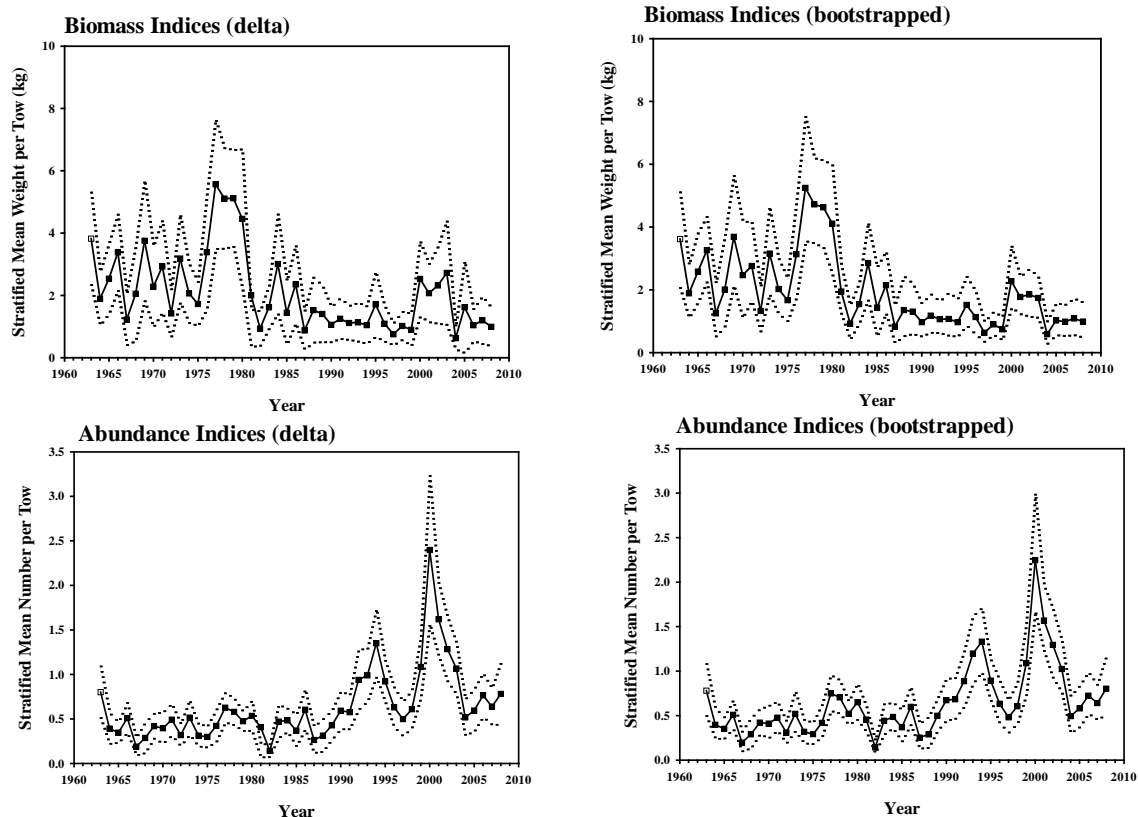 Biomass Indices (delta)
Stratified Mean Weight per Tow (kg)
10
8
6
4
2
0
1960 1965 1970 1975 1980 1985 1990 1995 2000 2005 2010
Year
Biomass Indices (bootstrapped)
Stratified Mean Weight per Tow (kg)
10
8
6
4
2
0
1960 1965 1970 1975 1980 1985 1990 1995 2000 2005 2010
Year
Abundance Indices (delta)
Stratified Mean Number per Tow
3.5
3.0
2.5
2.0
1.5
1.0
0.5
0.0
1960 1965 1970 1975 1980 1985 1990 1995 2000 2005 2010
Year
Abundance Indices (bootstrapped)
Stratified Mean Number per Tow
3.5
3.0
2.5
2.0
1.5
1.0
0.5
0.0
1960 1965 1970 1975 1980 1985 1990 1995 2000 2005 2010
Year